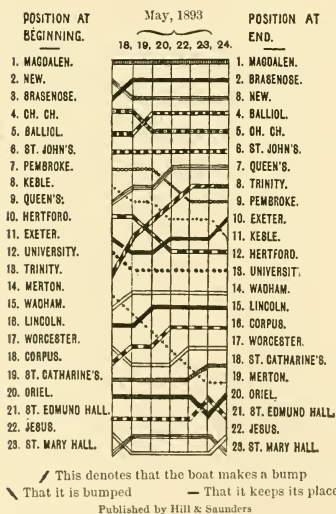 POSITION AT BEGINNING.
May, 1893
POSITION AT END.
18, 19, 20, 22, 23, 24.
1. MAGDALEN. 1. MAGDALEN.
2. NEW. 2. BRASENOSE.
3. BRASENOSE. 3. NEW.
4. CH. CH. 4. BALLIOL.
5. BALLIOL. 5. CH. CH.
6. ST. JOHN'S. 6. ST. JOHN'S.
7. PEMBROKE. 7. QUEEN'S.
8. KEBLE. 8. TRINITY.
9. QUEEN'S. 9. PEMBROKE.
10. HERTFORD. 10. EXETER.
11. EXETER. 11. KEBLE.
12. UNIVERSITY. 12. HERTFORD.
13. TRINITY. 13. UNIVERSIT
14. MERTON. 14. WADHAM.
15. WADHAM. 15. LINCOLN.
16. LINCOLN. 16. CORPUS.
17. WORCESTER. 17. WORCESTER.
18. CORPUS. 18. ST. CATHARINE'S.
19. ST. CATHARINE'S. 19. MERTON.
20. ORIEL. 20. ORIEL.
21. ST. EDMUND HALL. 21. ST. EDMUND HALL.
22. JESUS. 22. JESUS.
23. ST. MARY HALL. 23. ST. MARY HALL.
This denotes that the boat makes a bump
That it is bumped That it keeps its place
Published by Hill & Saunders